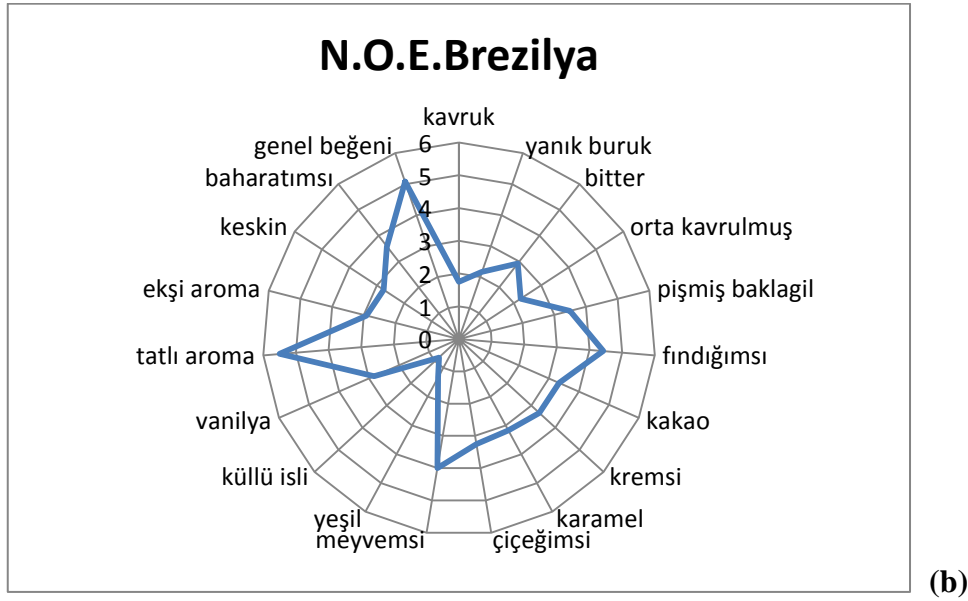 N.O.E.Brezilya
kavruk
genel beğeni
yanık buruk
baharatımsı
bitter
keskin
orta kavrulmuş
ekşi aroma
pişmiş baklagil
tatlı aroma
fındığımsı
vanilya
kakao
küllü isli
kremsi
yeşil
karamel
meyvemsi
çiçeğimsi
6
5
4
3
2
1
0
(b)